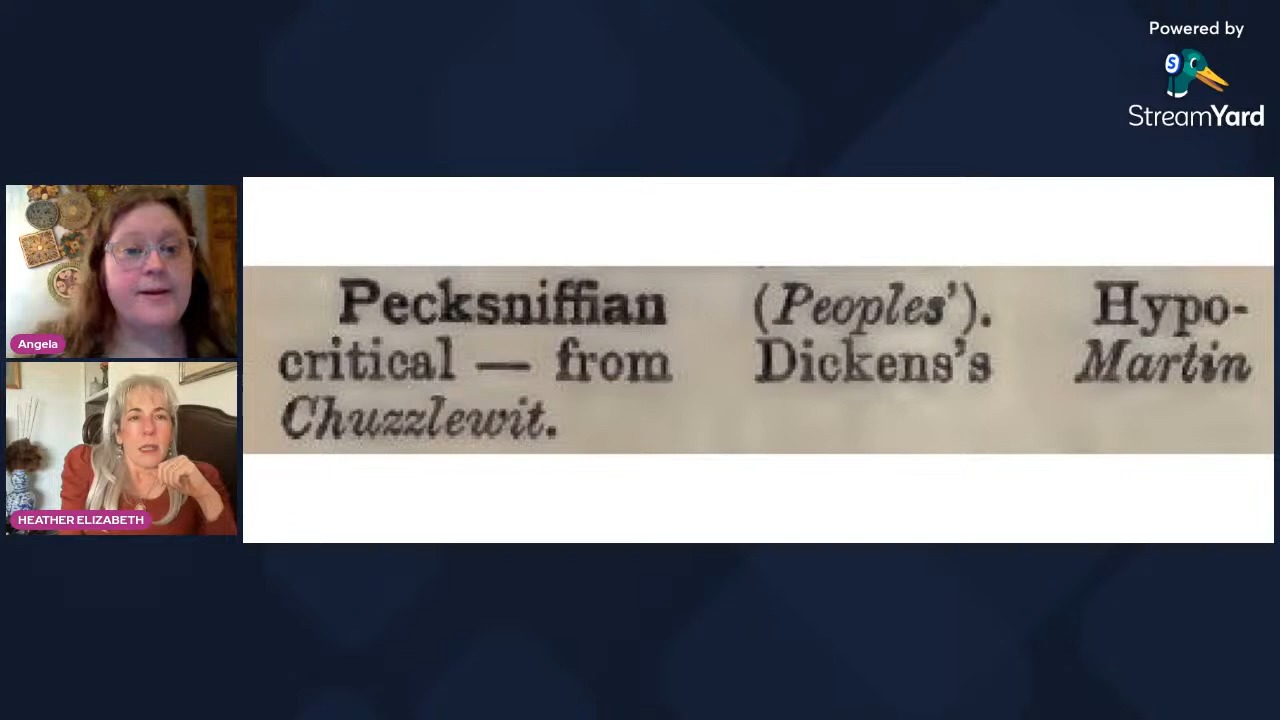 Powered by
S
StreamYard
Angela
HEATHER ELIZABETH
Pecksniffian (Peoples'). Hypo-
critical — from Dickens's Martin
Chuzzlewit.